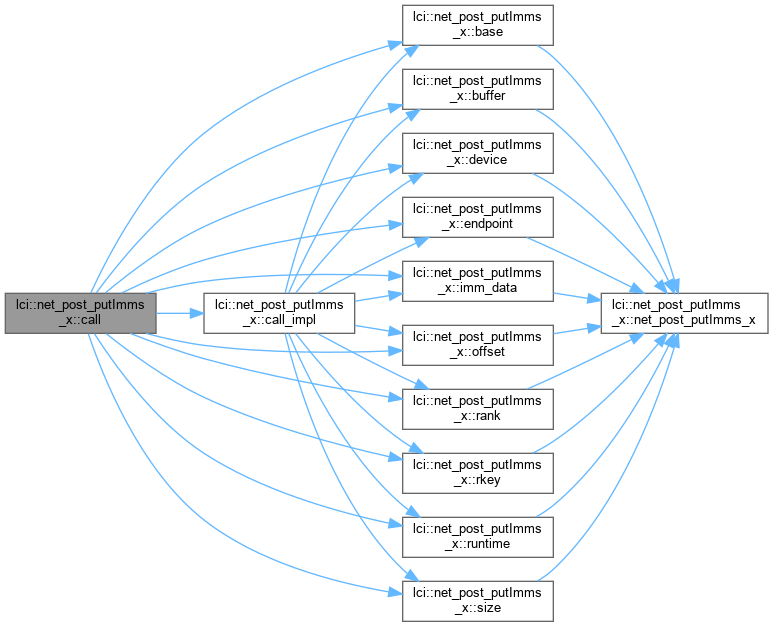 lci::net_post_putImms
_x::base
lci::net_post_putImms
_x::buffer
lci::net_post_putImms
_x::device
lci::net_post_putImms
_x::endpoint
lci::net_post_putImms
_x::imm_data
lci::net_post_putImms
_x::call
lci::net_post_putImms
_x::call_impl
lci::net_post_putImms
_x::net_post_putImms_x
lci::net_post_putImms
_x::offset
lci::net_post_putImms
_x::rank
lci::net_post_putImms
_x::rkey
lci::net_post_putImms
_x::runtime
lci::net_post_putImms
_x::size